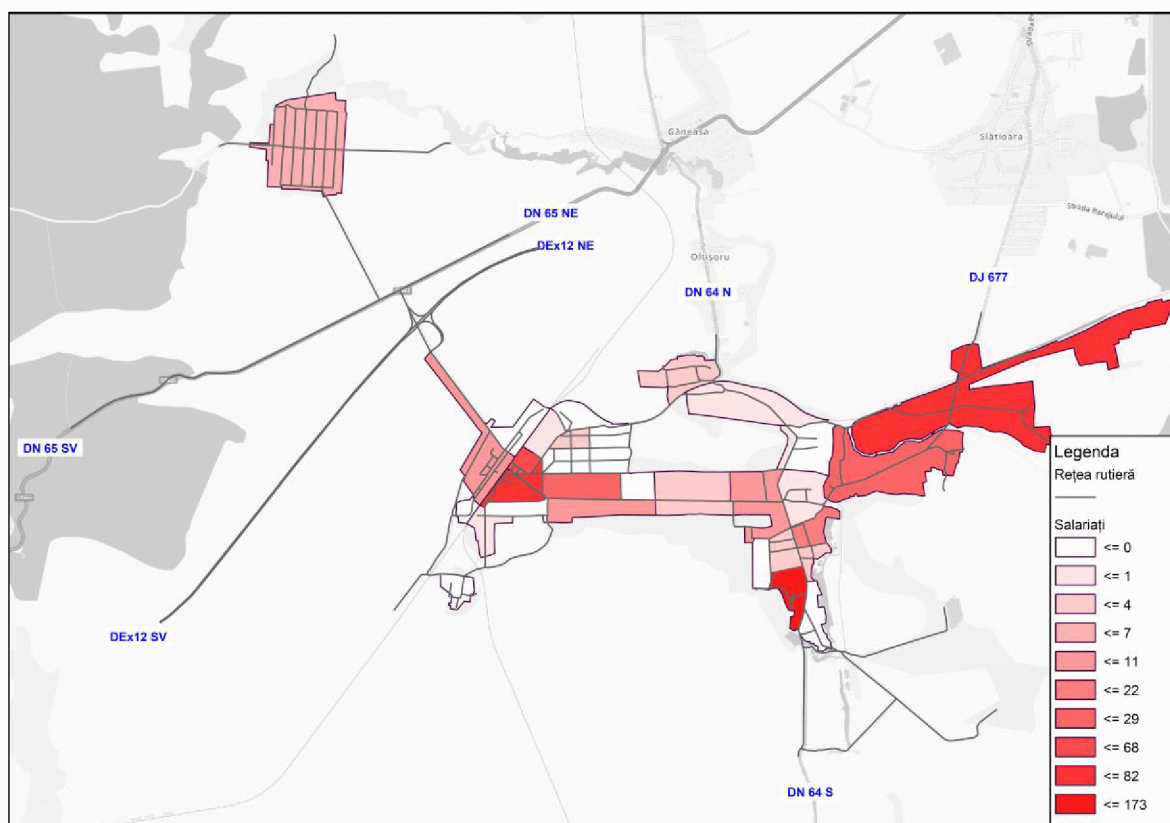 Găneasa
Slătioara
Strada Barajului
DN 65 NE
DEx12 NE
Oltișoru
DN 64 N
DJ 677
DN 65 SV
DEx12 SV
DN 64 S
Legenda
Rețea rutieră
Salariați
<= 0
<= 1
<= 4
<= 7
<= 11
<= 22
<= 29
<= 68
<= 82
<= 173